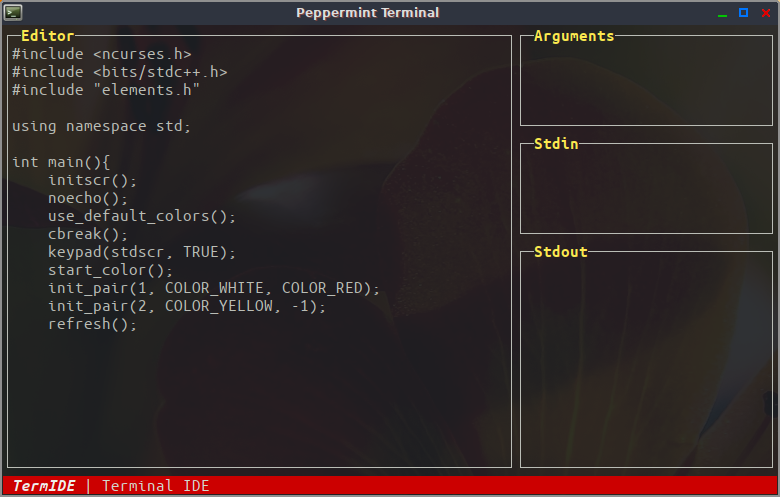 Peppermint Terminal
Editor
#include <ncurses.h>
#include <bits/stdc++.h>
#include "elements.h"
using namespace std;
int main(){
    initscr();
    noecho();
    use_default_colors();
    cbreak();
    keypad(stdscr, TRUE);
    start_color();
    init_pair(1, COLOR_WHITE, COLOR_RED);
    init_pair(2, COLOR_YELLOW, -1);
    refresh();
Arguments
Stdin
Stdout
TermIDE | Terminal IDE